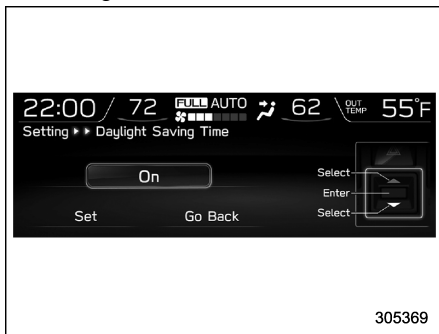 22:00 / 72 FULL AUTO 62 OUT TEMP 55°F
Setting ▸▸ Daylight Saving Time
On
Select
Enter
Select
Set Go Back
305369